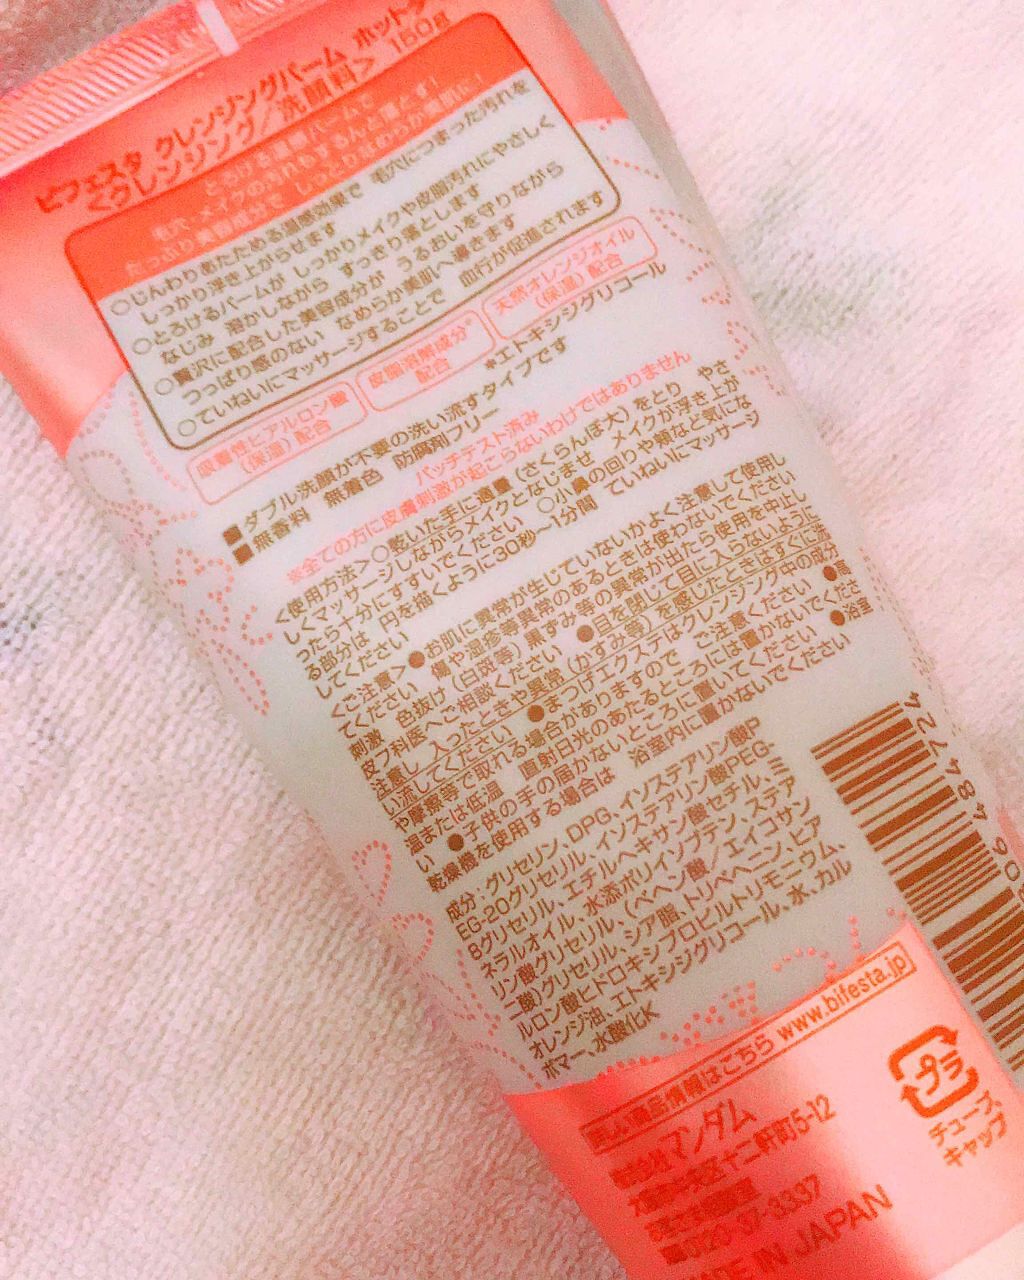 ビフェスタ クレンジングバーム ホット
＜クレンジング/洗顔料＞ 150g
とろける温感バームで
毛穴・メイクの汚れもするんと落とす!
たっぷり美容成分で
○じんわりあたためる温感効果で 毛穴につまった汚れを
しっかり浮き上がらせます
○とろけるバームが しっかりメイクや皮脂汚れにやさしく
なじみ 溶かしながら すっきり落とします
○贅沢に配合した美容成分が うるおいを守りながら
つっぱり感のない なめらか美肌へ導きます
○ていねいにマッサージすることで 血行が促進されます
吸着性ヒアルロン酸
(保湿)配合
皮脂溶解成分*
配合
天然オレンジオイル
(保湿)配合
*エトキシジグリコール
■ダブル洗顔が不要の洗い流すタイプです
■無香料 無着色 防腐剤フリー
パッチテスト済み
※全ての方に皮膚刺激が起こらないわけではありません
＜使用方法＞○乾いた手に適量(さくらんぼ大)をとり やさ
しくマッサージしながらメイクとなじませ メイクが浮き上が
ったら十分にすすいでください ○小鼻の回りや頬など気にな
る部分は 円を描くように30秒〜1分間 ていねいにマッサージ
してください
＜ご注意＞●お肌に異常が生じていないかよく注意して使用し
てください 傷や湿疹等異常のあるときは使わないでください
刺激 色抜け(白斑等)黒ずみ等の異常が出たら使用を中止し
皮フ科医へご相談ください ●目を閉じて目に入らないように
注意し 入ったときや異常(かすみ等)を感じたときはすぐに洗
い流してください ●まつげエクステはクレンジング中の成分
や摩擦等で取れる場合がありますので ご注意ください ●高
温または低温 直射日光のあたるところには置かないでくださ
い ●子供の手の届かないところに置いてください ●浴室
乾燥機を使用する場合は 浴室内に置かないでください
成分:グリセリン、DPG、イソステアリン酸P
EG-20グリセリル、イソステアリン酸PEG-
8グリセリル、エチルヘキサン酸セチル、ミ
ネラルオイル、水添ポリイソブテン、ステア
リン酸グリセリル、(ベヘン酸/エイコサン
二酸)グリセリル、シア脂、トリベヘニン、ヒア
ルロン酸ヒドロキシプロピルトリモニウム、
オレンジ油、エトキシジグリコール、水、カル
ボマー、水酸化K
詳しい商品情報はこちら www.bifesta.jp
株式会社マンダム
大阪市中央区十二軒町5-12
0120-37-3337
MADE IN JAPAN
プラ
チューブ、
キャップ